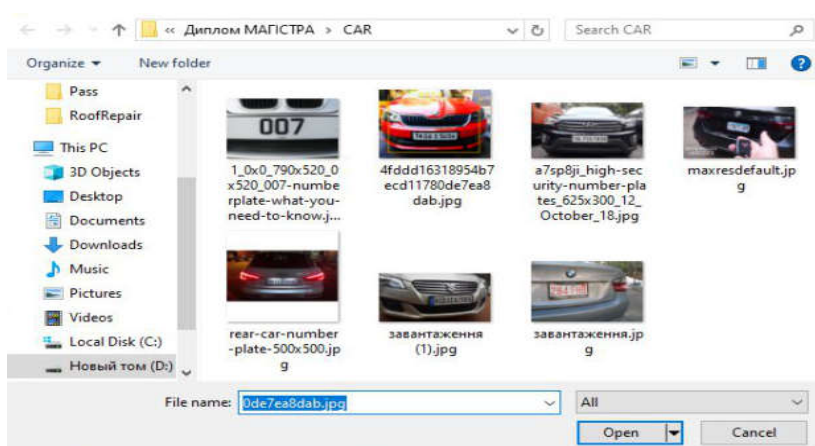 « Диплом МАГІСТРА > CAR
Search CAR
Organize
New folder
Pass
RoofRepair
This PC
3D Objects
Desktop
Documents
Downloads
Music
Pictures
Videos
Local Disk (C:)
Новый том (D:)
007
1_0x0_790x520_0
x520_007-numbe
rplate-what-you-
need-to-know.j...
4fddd16318954b7
ecd11780de7ea8
dab.jpg
a7sp8ji_high-sec
urity-number-pla
tes_625x300_12_
October_18.jpg
maxresdefault.jp
g
rear-car-number
-plate-500x500.jp
g
завантаження
(1).jpg
завантаження.jp
g
File name:
0de7ea8dab.jpg
All
Open
Cancel